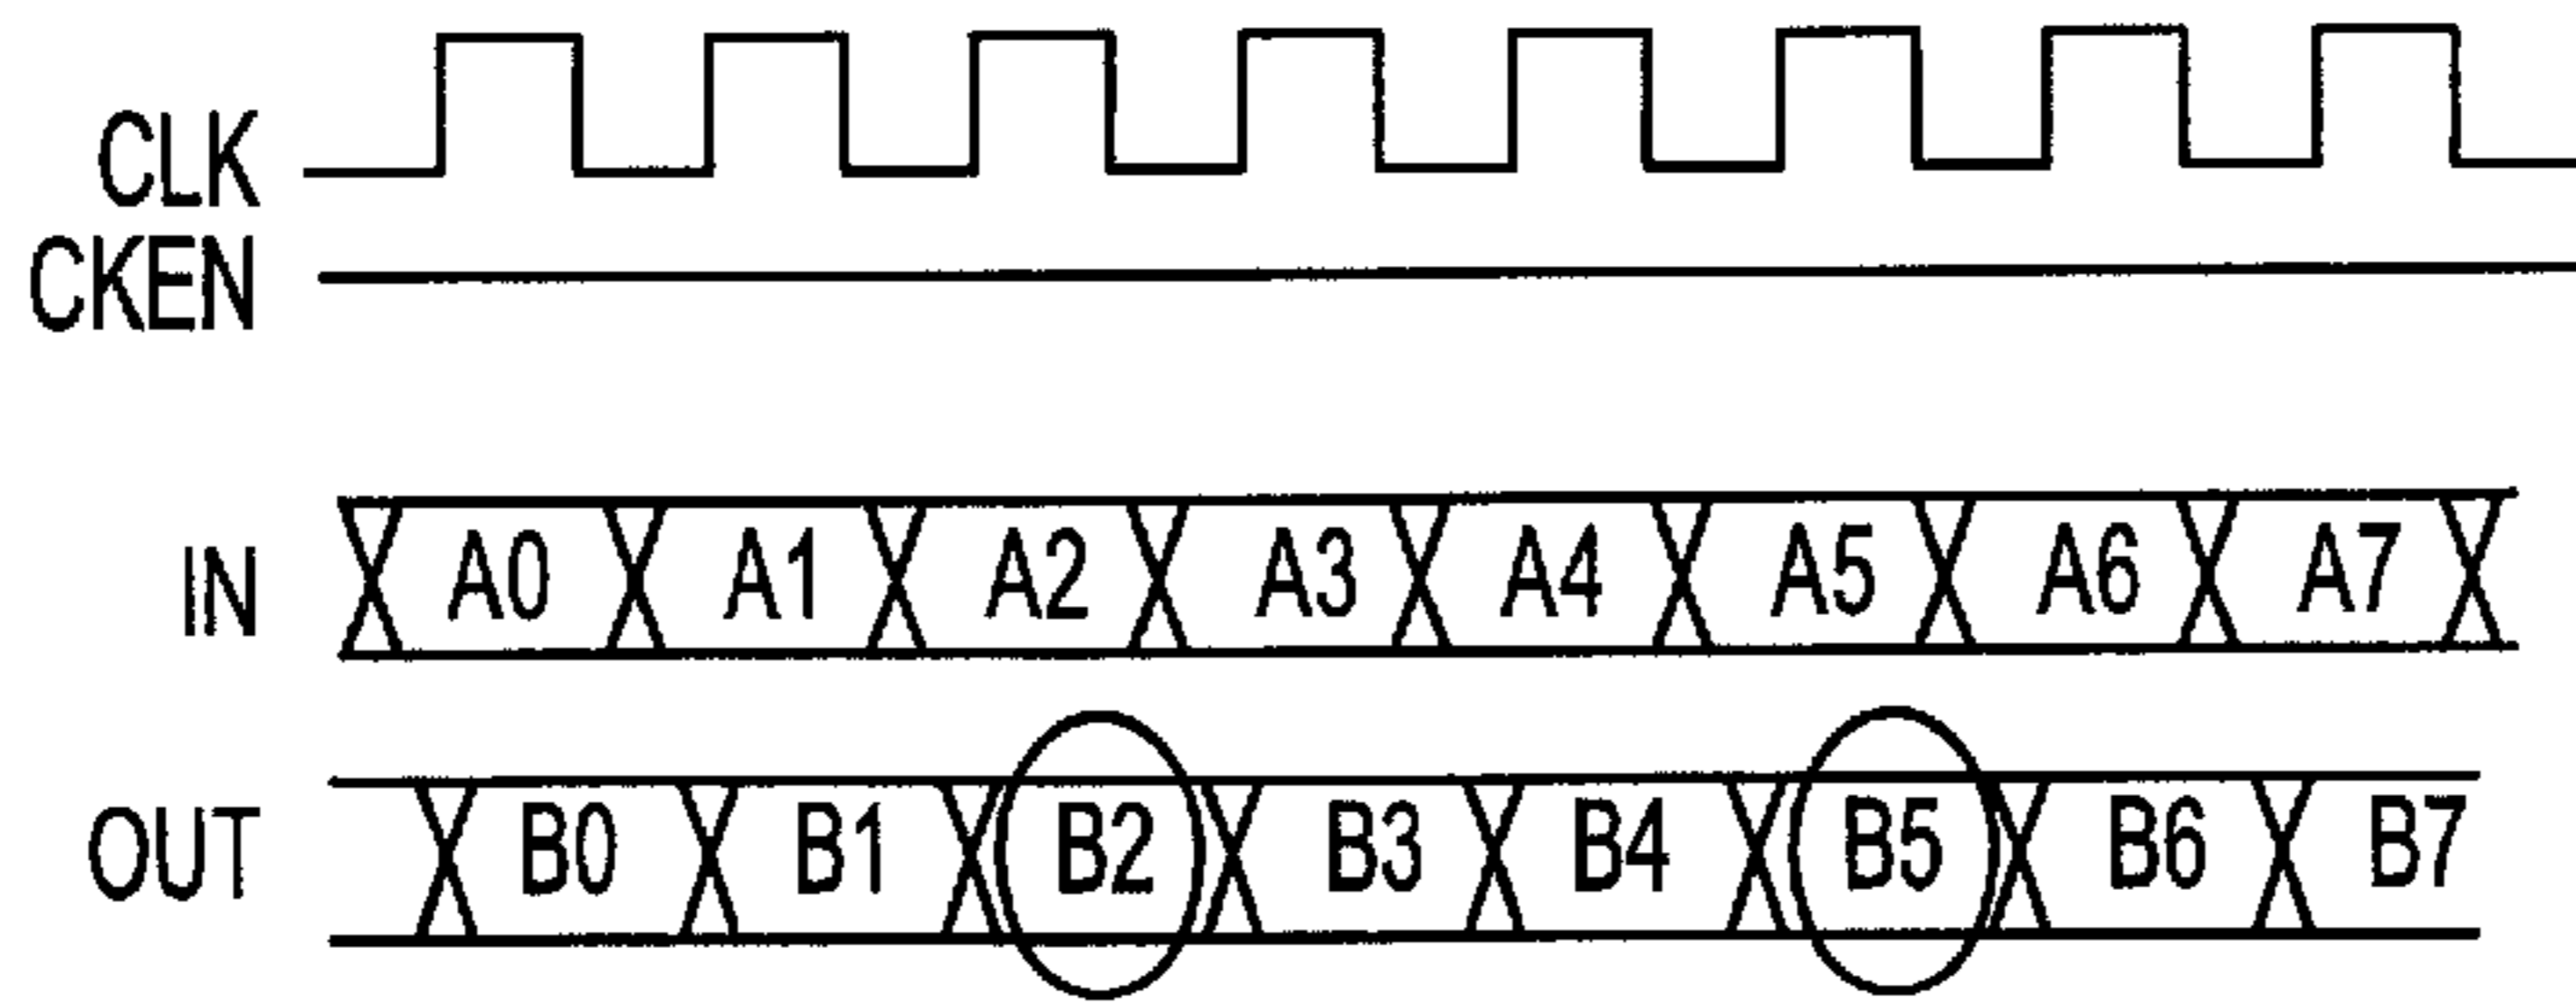 CLK
CKEN
IN A0 A1 A2 A3 A4 A5 A6 A7
OUT B0 B1 B2 B3 B4 B5 B6 B7